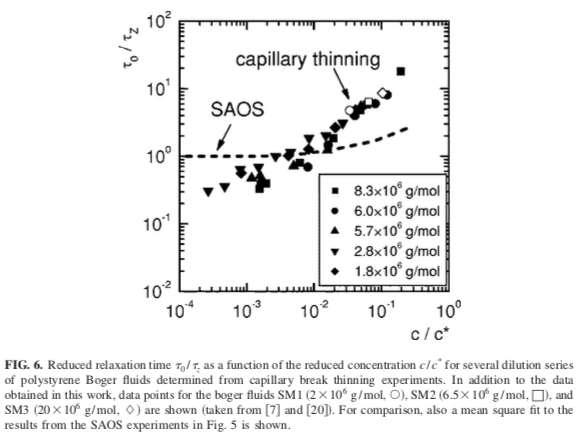 10²
10¹
10⁰
10⁻¹
10⁻²
τ₀ / τ_z
capillary thinning
SAOS
8.3×10⁶ g/mol
6.0×10⁶ g/mol
5.7×10⁶ g/mol
2.8×10⁶ g/mol
1.8×10⁶ g/mol
10⁻⁴ 10⁻³ 10⁻² 10⁻¹ 10⁰
c / c*
FIG. 6. Reduced relaxation time τ₀/τ_z as a function of the reduced concentration c/c* for several dilution series
of polystyrene Boger fluids determined from capillary break thinning experiments. In addition to the data
obtained in this work, data points for the boger fluids SM1 (2×10⁶ g/mol, ○), SM2 (6.5×10⁶ g/mol, □), and
SM3 (20×10⁶ g/mol, ◇) are shown (taken from [7] and [20]). For comparison, also a mean square fit to the
results from the SAOS experiments in Fig. 5 is shown.